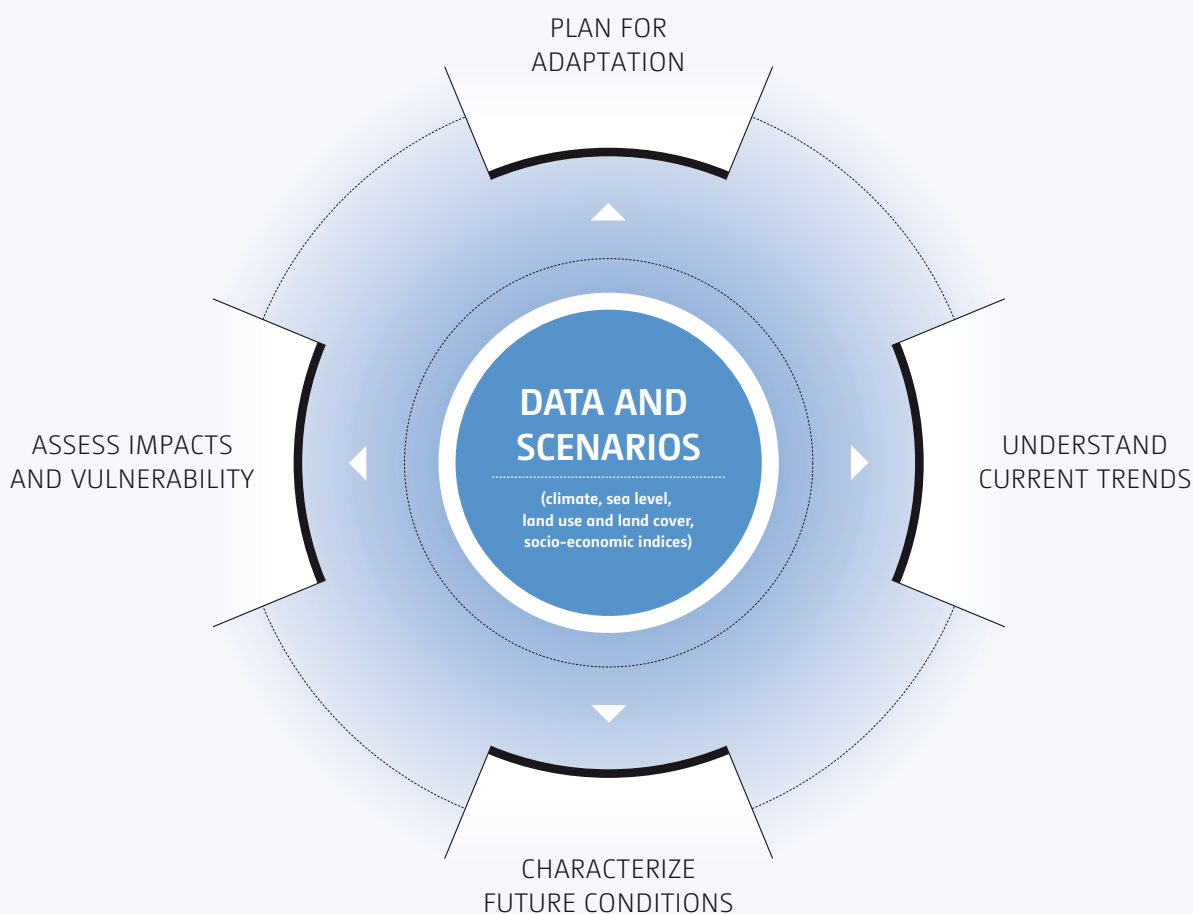 PLAN FOR
ADAPTATION
ASSESS IMPACTS
AND VULNERABILITY
DATA AND
SCENARIOS
(climate, sea level,
land use and land cover,
socio-economic indices)
UNDERSTAND
CURRENT TRENDS
CHARACTERIZE
FUTURE CONDITIONS